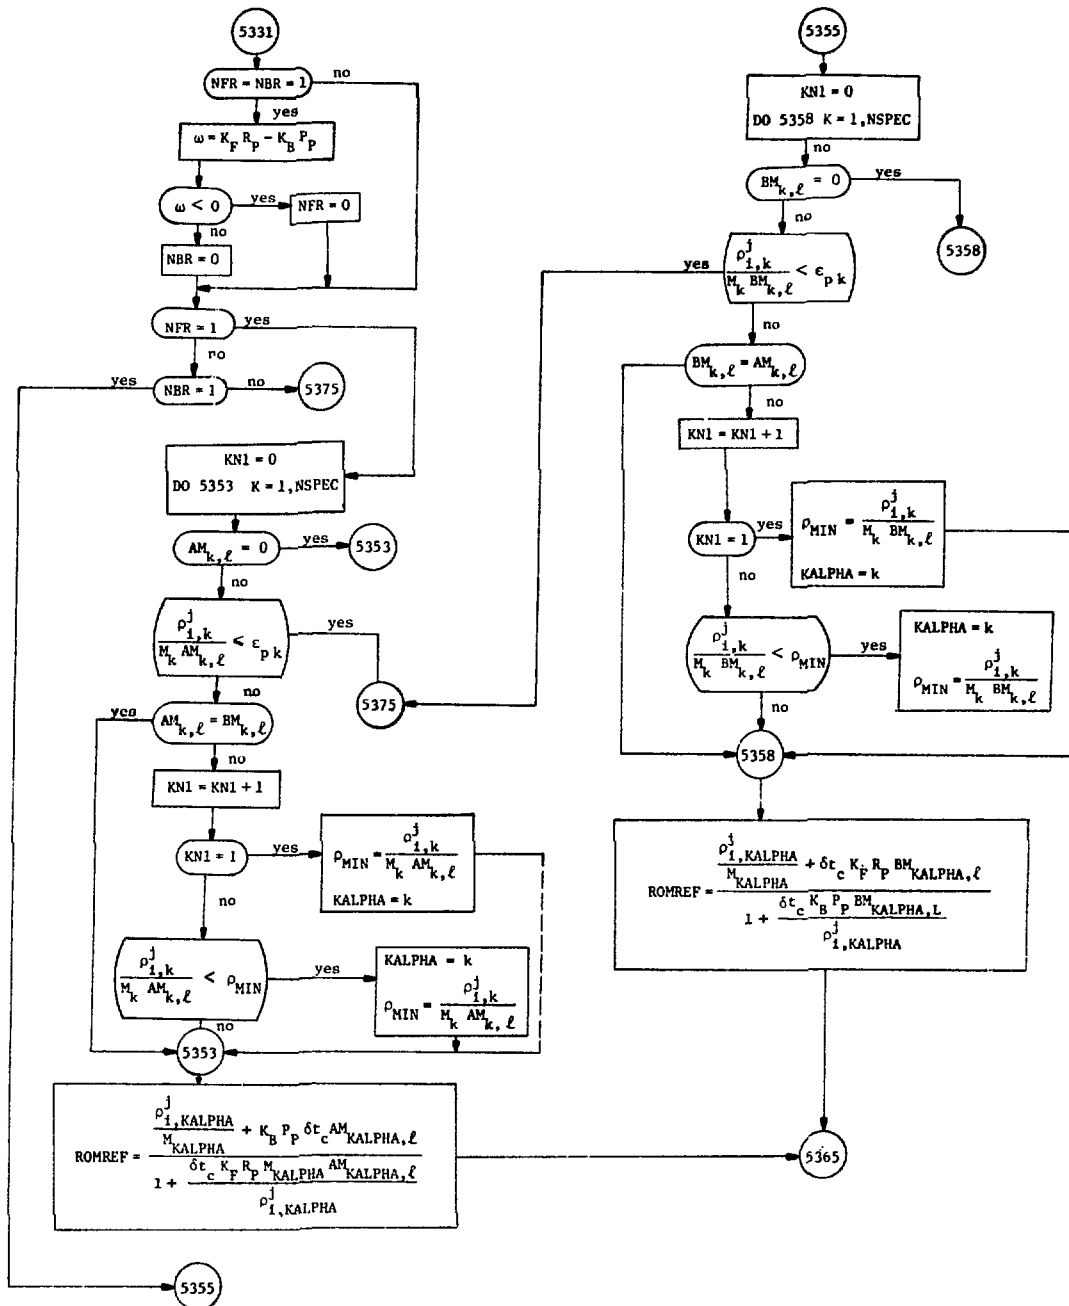 5331
NFR = NBR = 1
no
yes
ω = K_F R_P - K_B P_P
ω < 0
yes
NFR = 0
no
NBR = 0
NFR = 1
yes
no
yes
NBR = 1
no
5375
KN1 = 0
DO 5353 K = 1,NSPEC
AM_k,ℓ = 0
yes
5353
no
ρ^j_i,k / M_k AM_k,ℓ < ε_pk
yes
5375
no
yes
AM_k,ℓ = BM_k,ℓ
no
KN1 = KN1 + 1
KN1 = 1
yes
ρ_MIN = ρ^j_i,k / M_k AM_k,ℓ
KALPHA = k
no
ρ^j_i,k / M_k AM_k,ℓ < ρ_MIN
yes
KALPHA = k
ρ_MIN = ρ^j_i,k / M_k AM_k,ℓ
no
5353
ROMREF = (ρ^j_i,KALPHA / M_KALPHA + K_B P_P δt_c AM_KALPHA,ℓ) / (1 + δt_c K_F R_P M_KALPHA AM_KALPHA,ℓ / ρ^j_i,KALPHA)
5355
5355
KN1 = 0
DO 5358 K = 1,NSPEC
no
BM_k,ℓ = 0
yes
5358
no
yes
ρ^j_i,k / M_k BM_k,ℓ < ε_pk
no
BM_k,ℓ = AM_k,ℓ
no
KN1 = KN1 + 1
KN1 = 1
yes
ρ_MIN = ρ^j_i,k / M_k BM_k,ℓ
KALPHA = k
no
ρ^j_i,k / M_k BM_k,ℓ < ρ_MIN
yes
KALPHA = k
ρ_MIN = ρ^j_i,k / M_k BM_k,ℓ
no
5358
ROMREF = (ρ^j_i,KALPHA / M_KALPHA + δt_c K_F R_P BM_KALPHA,ℓ) / (1 + δt_c K_B P_P BM_KALPHA,L / ρ^j_i,KALPHA)
5365